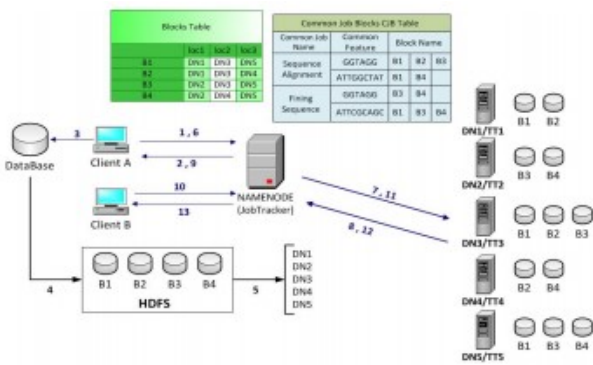 Blocks Table
loc1 loc2 loc3
B1 DN1 DN3 DN5
B2 DN1 DN3 DN4
B3 DN2 DN3 DN5
B4 DN2 DN4 DN5
Common Job Blocks CJB Table
Common Job Name Common Feature Block Name
Sequence Alignment GGTAGG B1 B2 B3
ATTGGCTAT B1 B4
Fining Sequence GGTAGG B3 B4
ATTCGCAGC B1 B3 B4
DataBase
3
Client A
1 , 6
2 , 9
Client B
10
13
NAMENODE
(JobTracker)
7, 11
8, 12
4
B1 B2 B3 B4
HDFS
5
DN1
DN2
DN3
DN4
DN5
B1 B2
DN1/TT1
B3 B4
DN2/TT2
B1 B2 B3
DN3/TT3
B2 B4
DN4/TT4
B1 B3 B4
DN5/TT5